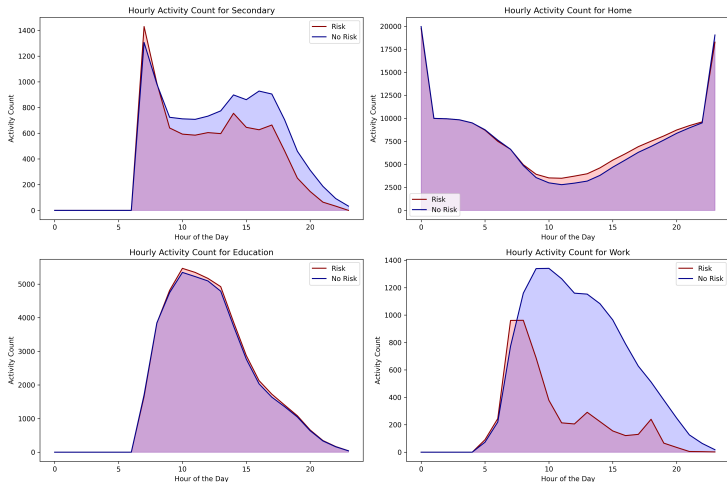 Hourly Activity Count for Secondary
Activity Count
1400
1200
1000
800
600
400
200
0
0 5 10 15 20
Hour of the Day
Risk
No Risk
Hourly Activity Count for Home
Activity Count
20000
17500
15000
12500
10000
7500
5000
2500
0
0 5 10 15 20
Hour of the Day
Risk
No Risk
Hourly Activity Count for Education
Activity Count
5000
4000
3000
2000
1000
0
0 5 10 15 20
Hour of the Day
Risk
No Risk
Hourly Activity Count for Work
Activity Count
1400
1200
1000
800
600
400
200
0
0 5 10 15 20
Hour of the Day
Risk
No Risk